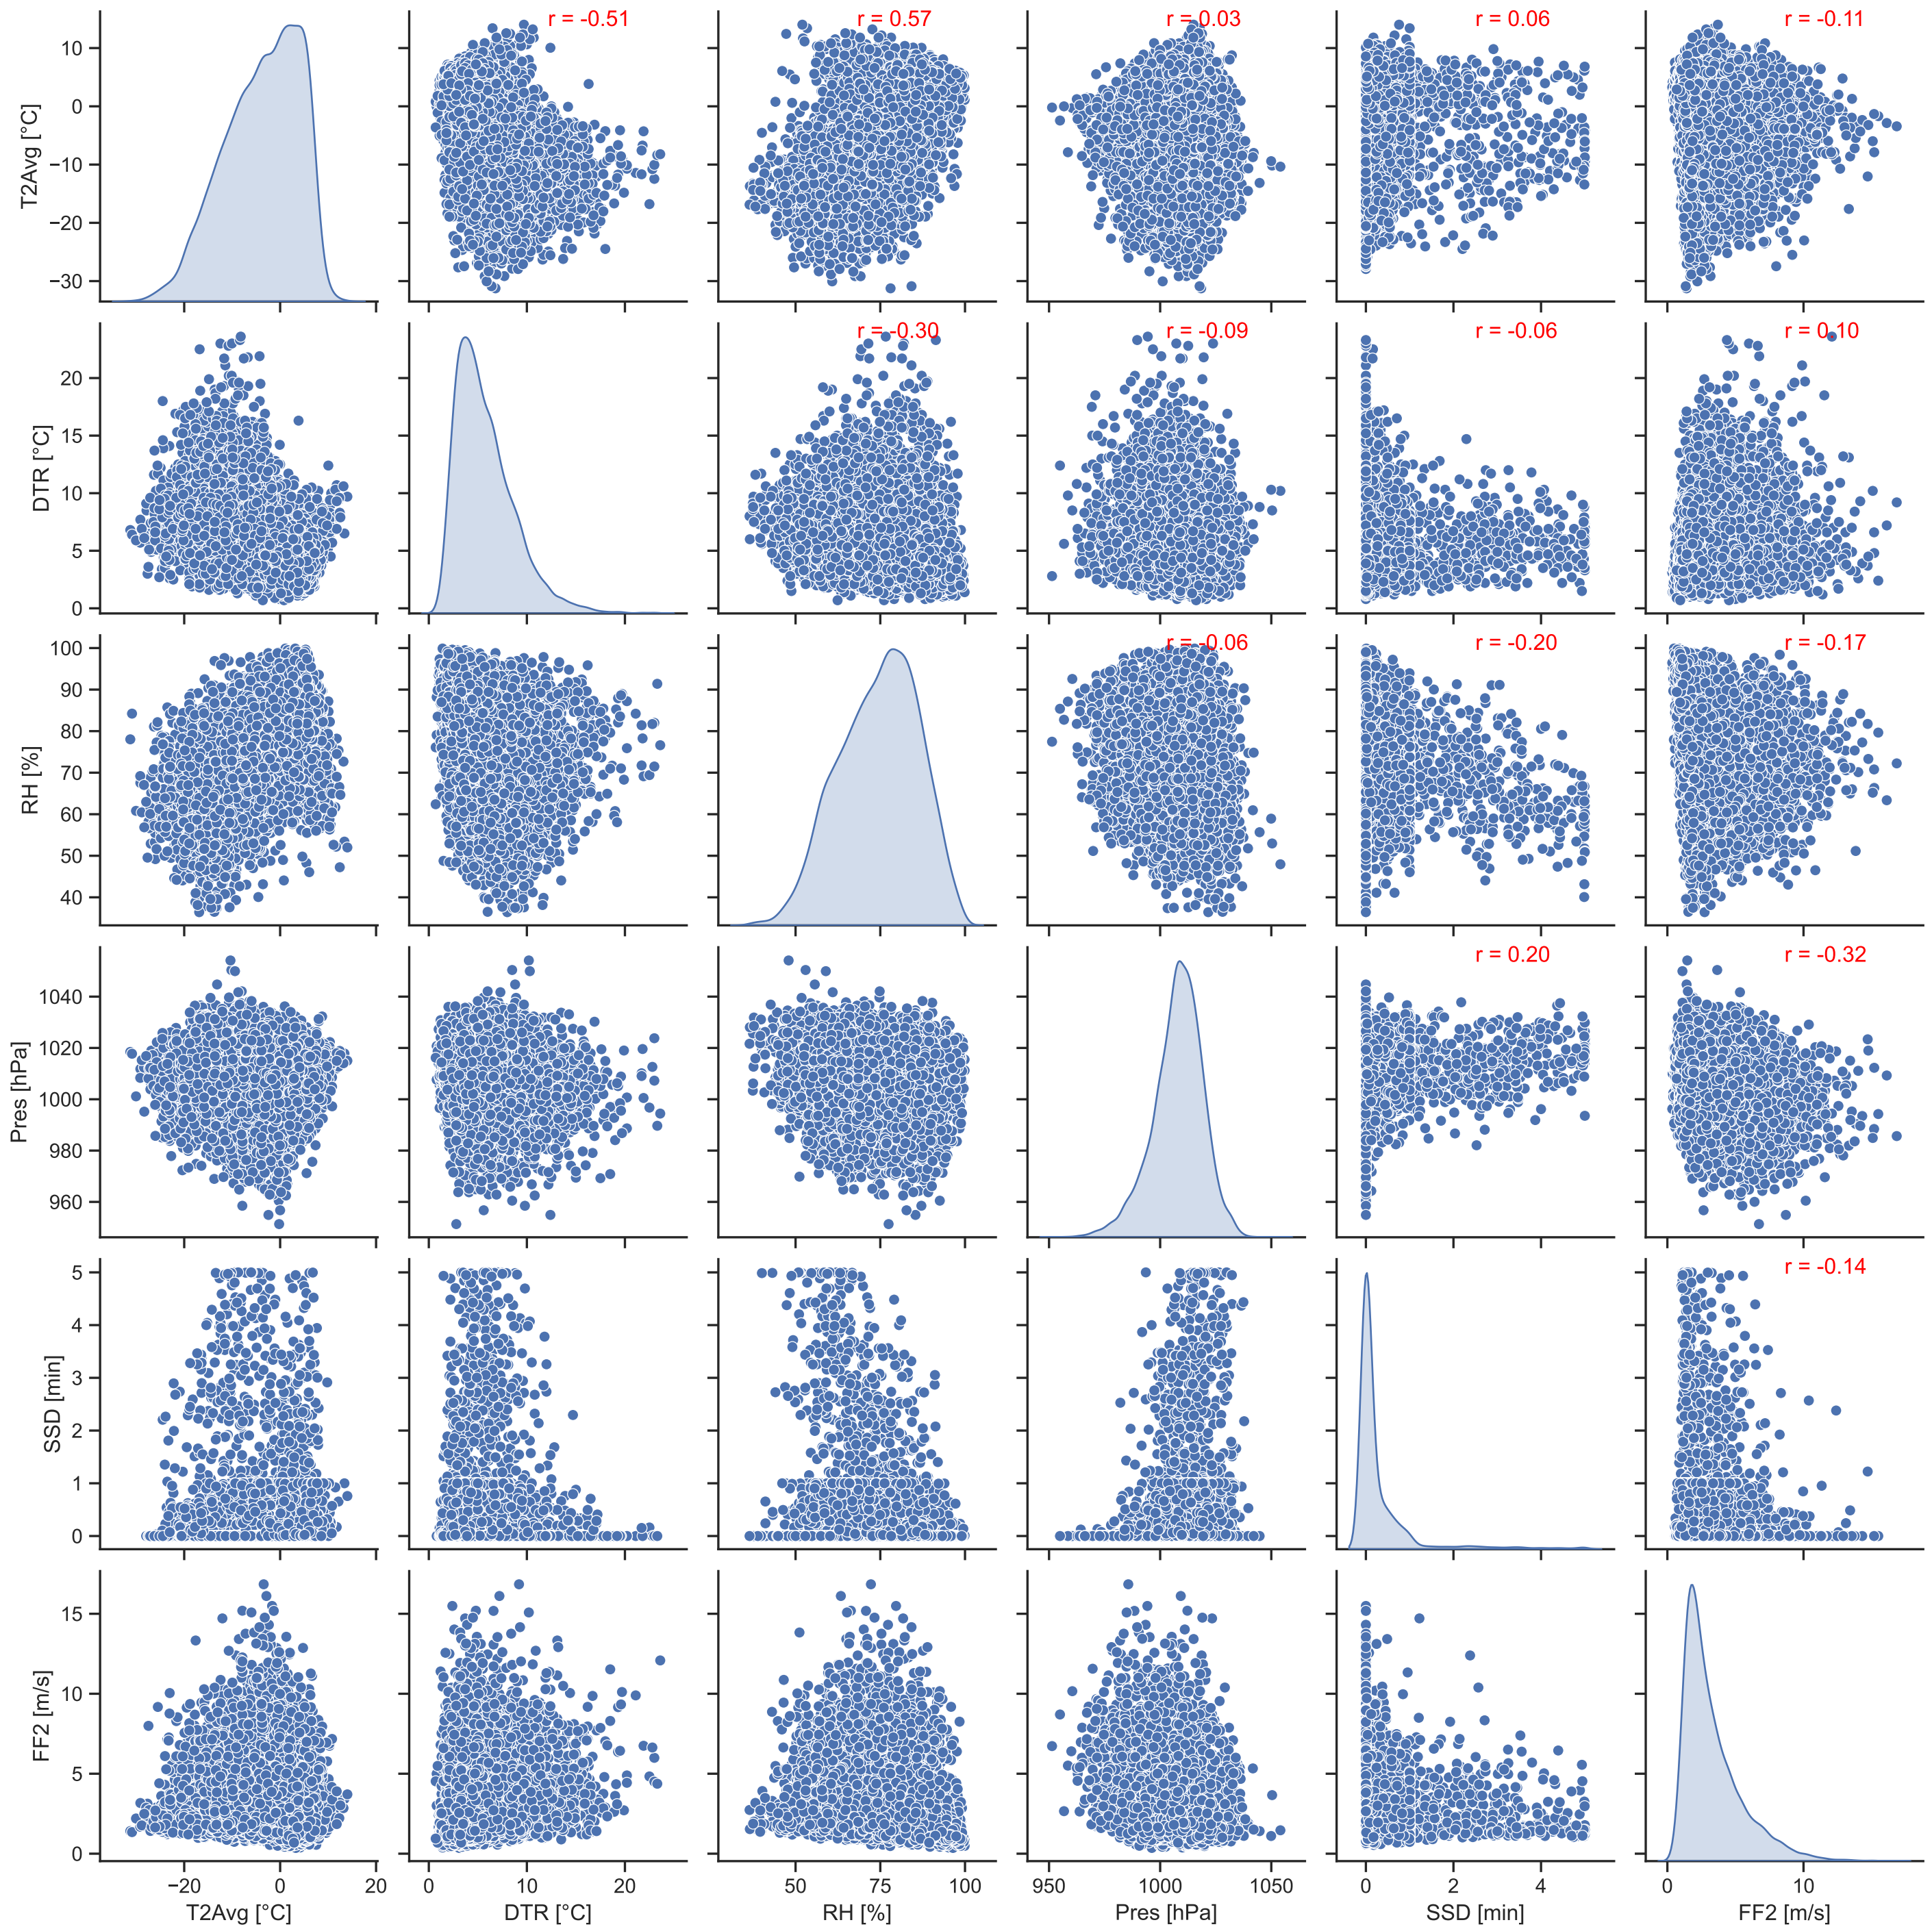 r = -0.51
r = 0.57
r = 0.03
r = 0.06
r = -0.11
T2Avg [°C]
10
0
−10
−20
−30
r = -0.30
r = -0.09
r = -0.06
r = 0.10
DTR [°C]
20
15
10
5
0
r = -0.06
r = -0.20
r = -0.17
RH [%]
100
90
80
70
60
50
40
r = 0.20
r = -0.32
Pres [hPa]
1040
1020
1000
980
960
r = -0.14
SSD [min]
5
4
3
2
1
0
FF2 [m/s]
15
10
5
0
−20 0 20
0 10 20
50 75 100
950 1000 1050
0 2 4
0 10
T2Avg [°C]
DTR [°C]
RH [%]
Pres [hPa]
SSD [min]
FF2 [m/s]